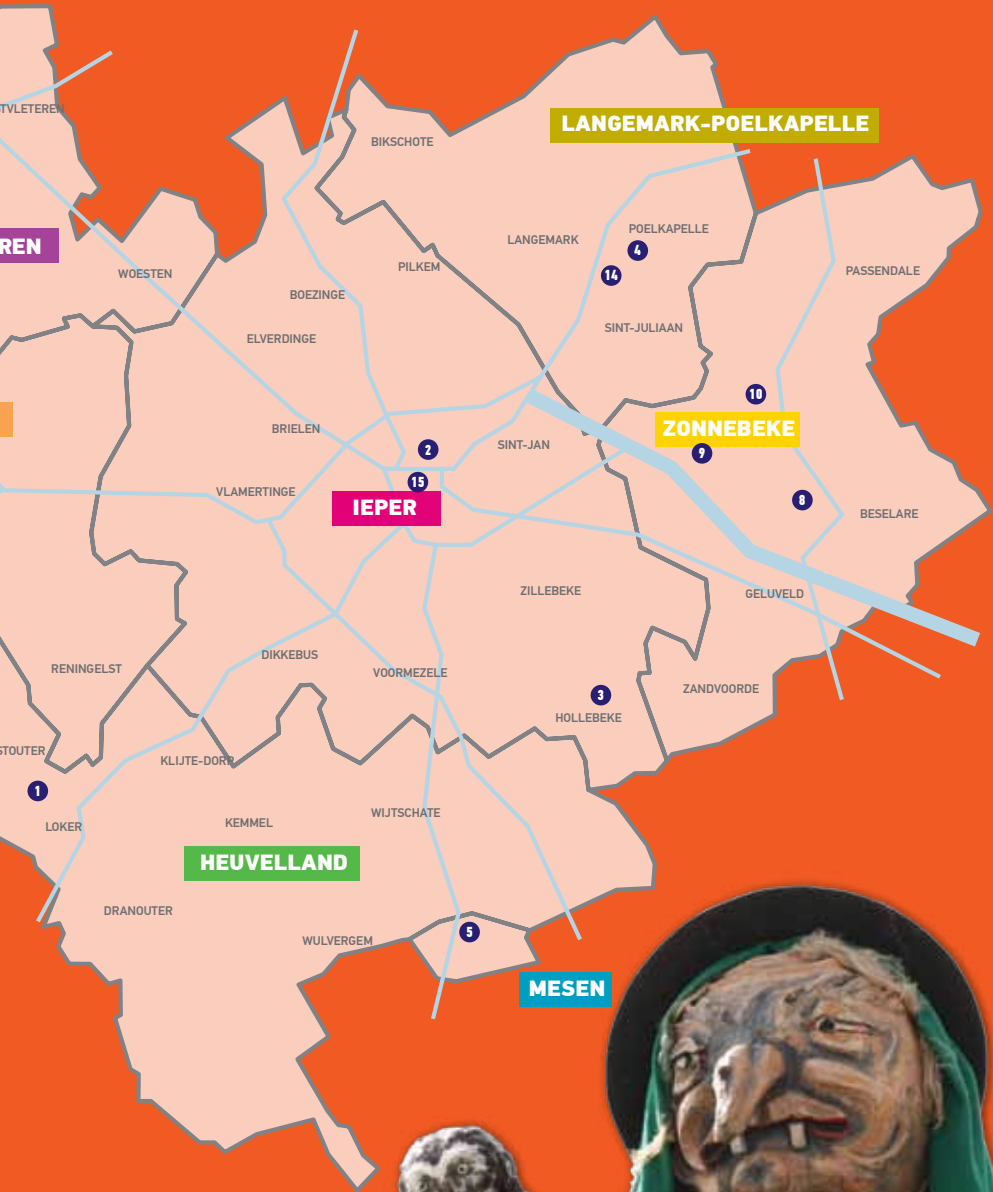 TVLETEREN
BIKSCHOTE
LANGEMARK-POELKAPELLE
REN
WOESTEN
BOEZINGE
PILKEM
LANGEMARK
POELKAPELLE
4
14
PASSENDALE
ELVERDINGE
SINT-JULIAAN
10
BRIELEN
2
SINT-JAN
ZONNEBEKE
9
VLAMERTINGE
15
IEPER
8
BESELARE
ZILLEBEKE
GELUVELD
RENINGELST
DIKKEBUS
VOORMEZELE
3
HOLLEBEKE
ZANDVOORDE
STOUTER
KLIJTE-DORP
1
LOKER
KEMMEL
WIJTSCHATE
HEUVELLAND
DRANOUTER
WULVERGEM
5
MESEN